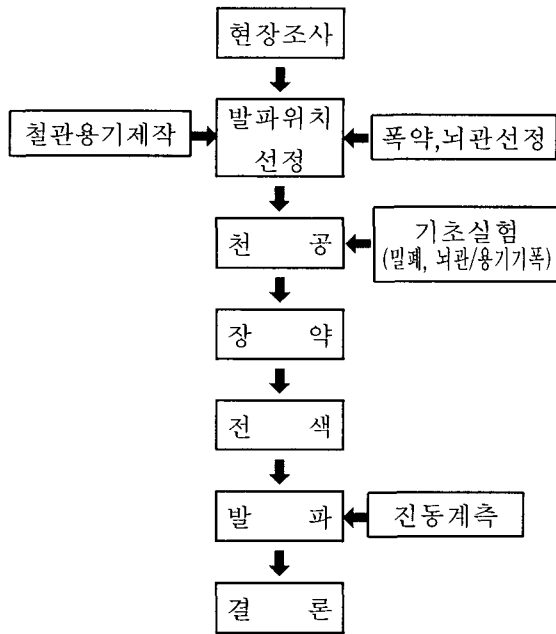 현장조사
철관용기제작
발파위치
선정
폭약,뇌관선정
천 공
기초실험
(밀폐, 뇌관/용기기폭)
장 약
전 색
발 파
진동계측
결 론